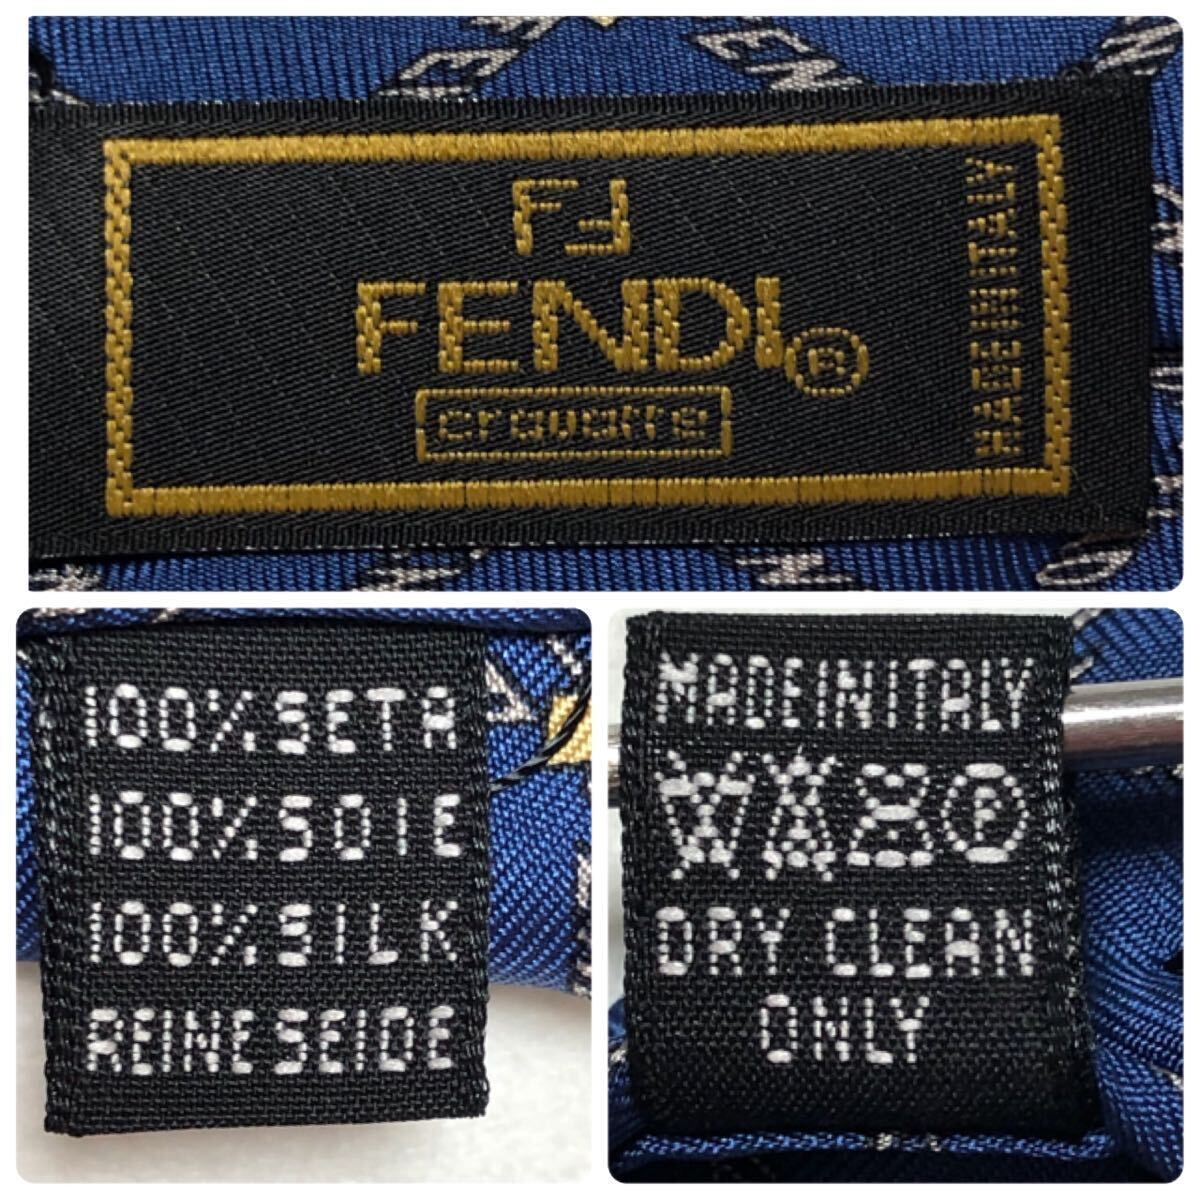 FF
FENDI®
cravatte
MADE IN ITALY
100% SETA
100% SOIE
100% SILK
REINE SEIDE
MADE IN ITALY
P
DRY CLEAN
ONLY